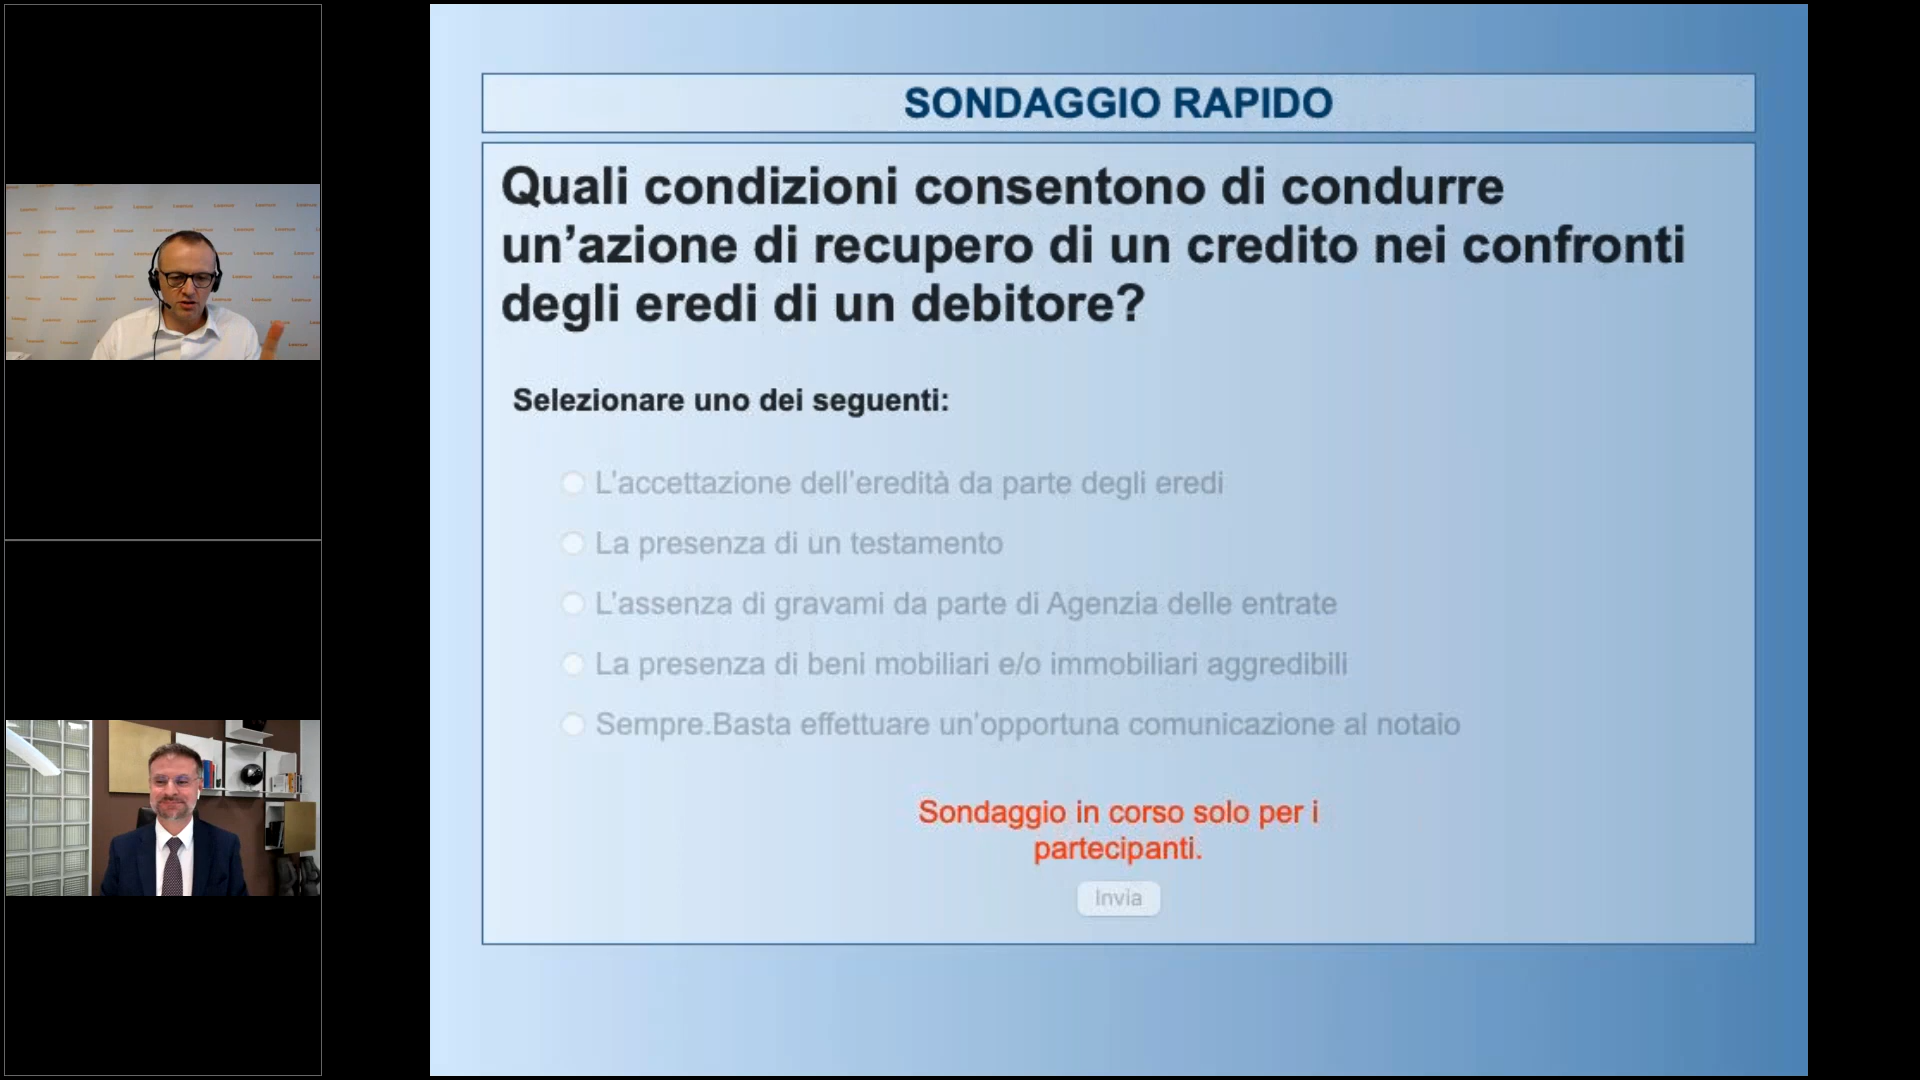 SONDAGGIO RAPIDO
Quali condizioni consentono di condurre
un’azione di recupero di un credito nei confronti
degli eredi di un debitore?
Selezionare uno dei seguenti:
L’accettazione dell’eredità da parte degli eredi
La presenza di un testamento
L’assenza di gravami da parte di Agenzia delle entrate
La presenza di beni mobiliari e/o immobiliari aggredibili
Sempre.Basta effettuare un’opportuna comunicazione al notaio
Sondaggio in corso solo per i
partecipanti.
Invia